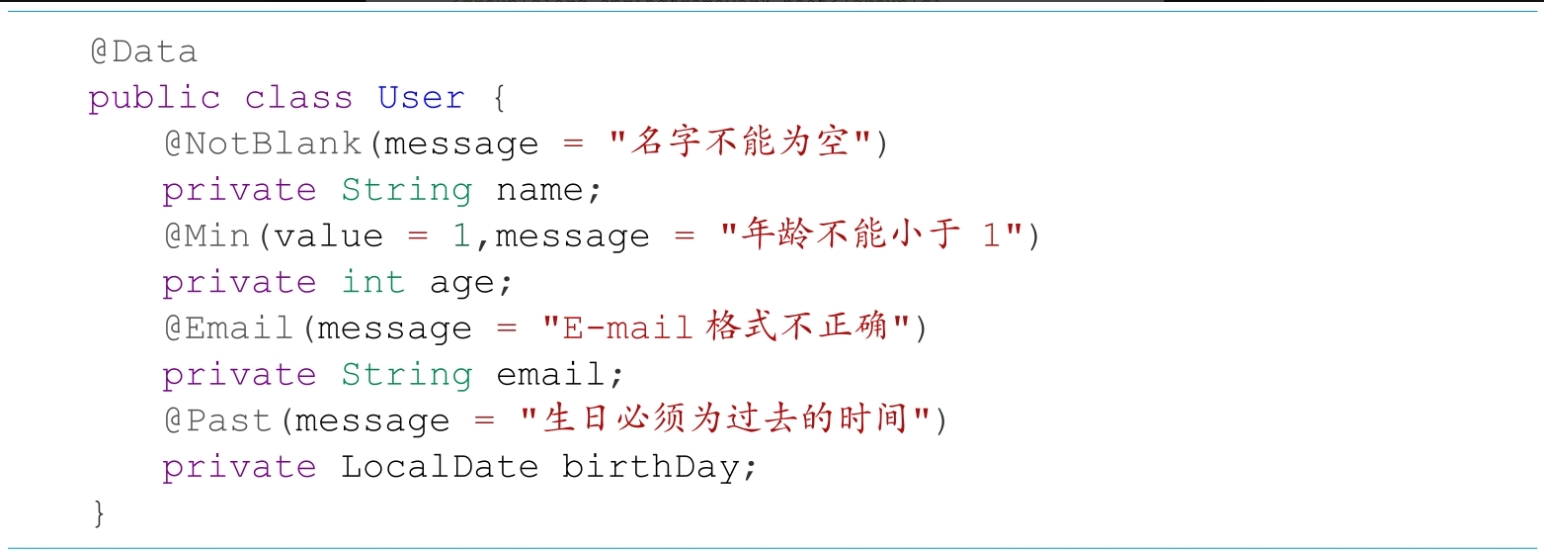 @Data
public class User {
    @NotBlank(message = "名字不能为空")
    private String name;
    @Min(value = 1,message = "年龄不能小于 1")
    private int age;
    @Email(message = "E-mail 格式不正确")
    private String email;
    @Past(message = "生日必须为过去的时间")
    private LocalDate birthDay;
}